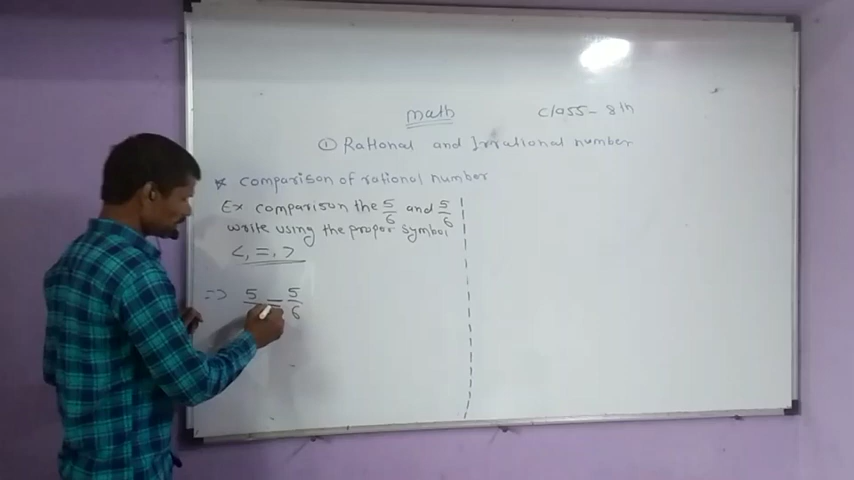 math
class- 8th
① Rational and Irrational number
* comparison of rational number
Ex comparison the 5/6 and 5/6
write using the proper symbol
<, =, >
=> 5 = 5/6